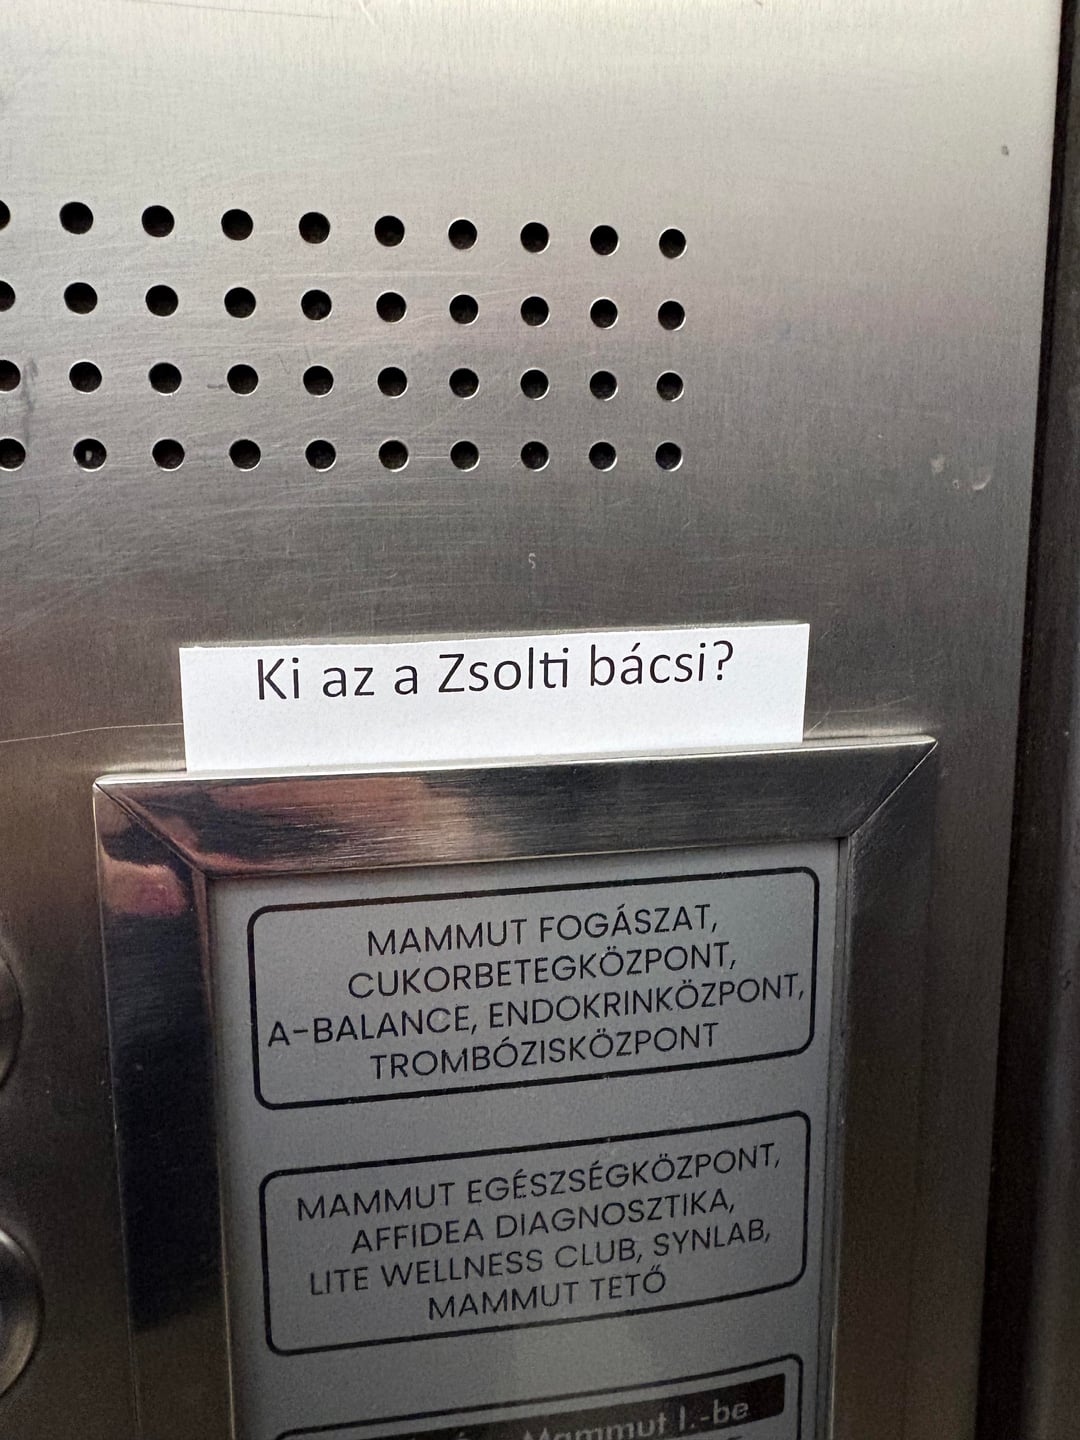 Ki az a Zsolti bácsi?
MAMMUT FOGÁSZAT,
CUKORBETEGKÖZPONT,
A-BALANCE, ENDOKRINKÖZPONT,
TROMBÓZISKÖZPONT
MAMMUT EGÉSZSÉGKÖZPONT,
AFFIDEA DIAGNOSZTIKA,
LITE WELLNESS CLUB, SYNLAB,
MAMMUT TETŐ
Mammut I.-be